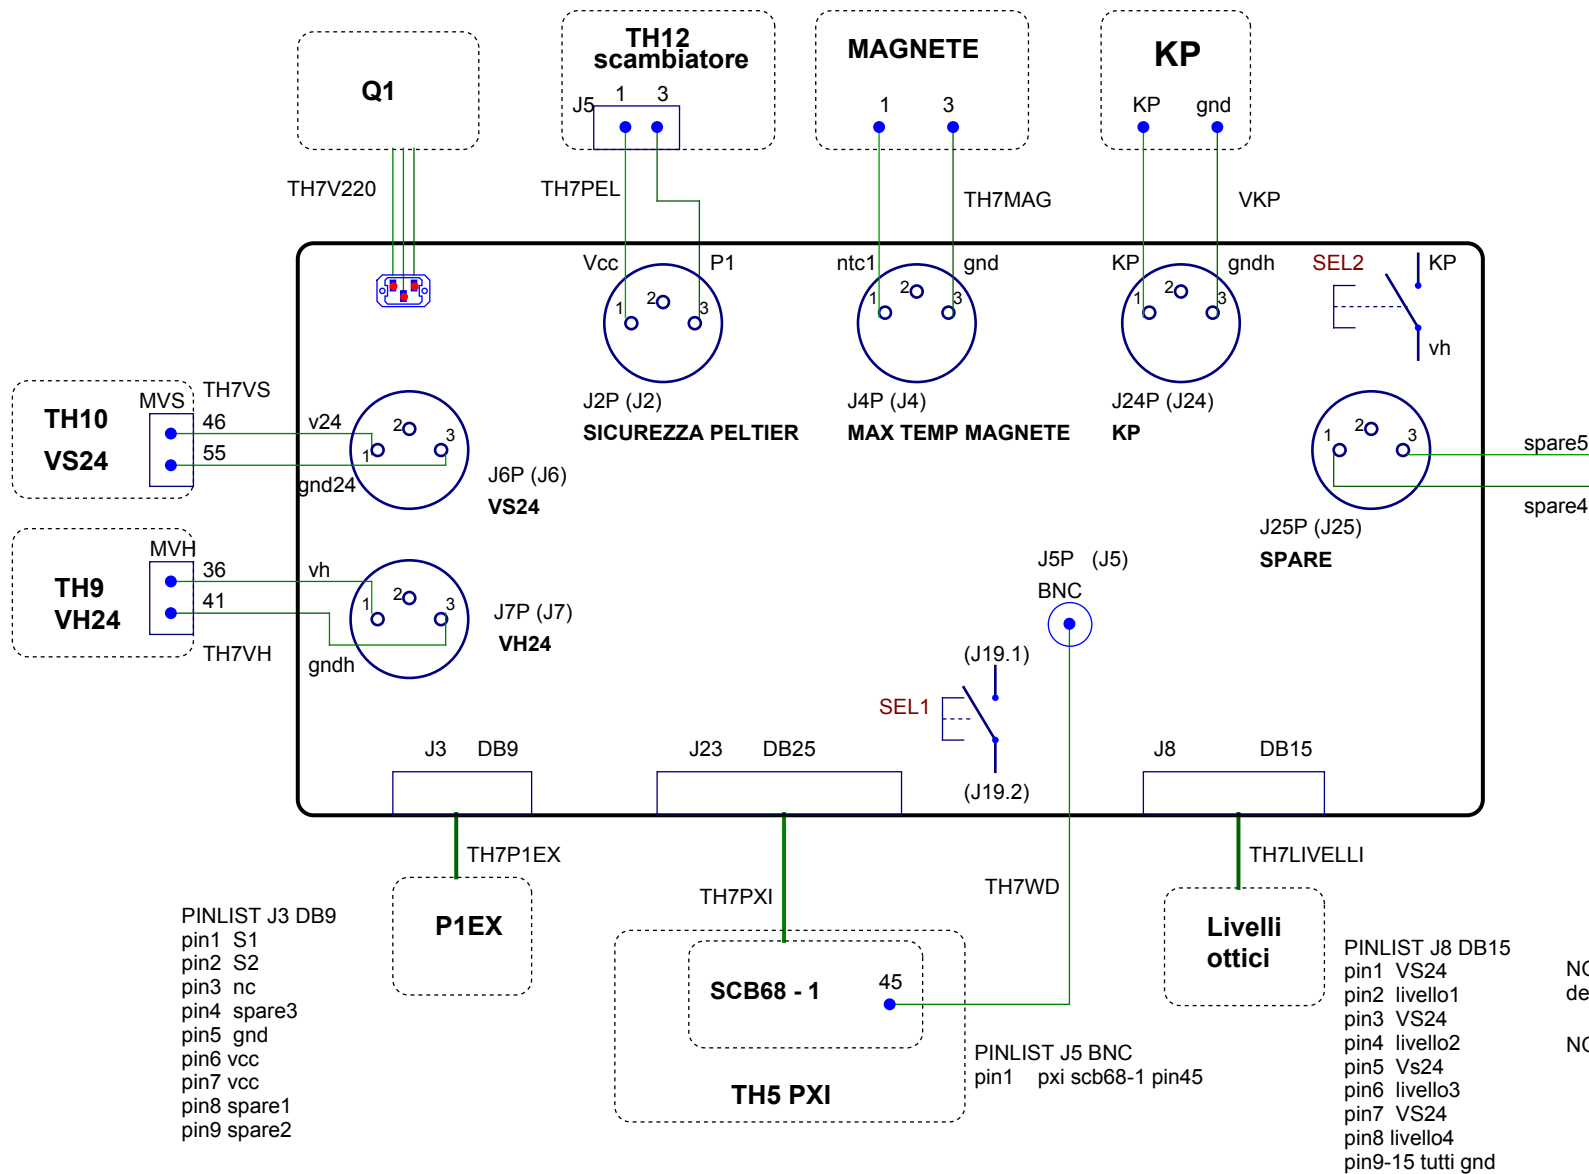 Q1
TH12
scambiatore
J5
1
3
MAGNETE
1
3
KP
KP
gnd
TH7V220
TH7PEL
TH7MAG
VKP
Vcc
P1
1
2
3
J2P (J2)
SICUREZZA PELTIER
ntc1
gnd
1
2
3
J4P (J4)
MAX TEMP MAGNETE
KP
gndh
1
2
3
J24P (J24)
KP
SEL2
KP
vh
TH10
VS24
MVS
TH7VS
46
55
v24
gnd24
1
2
3
J6P (J6)
VS24
1
2
3
J25P (J25)
SPARE
spare5
spare4
TH9
VH24
MVH
36
41
TH7VH
vh
gndh
1
2
3
J7P (J7)
VH24
J5P (J5)
BNC
(J19.1)
SEL1
(J19.2)
J3 DB9
J23 DB25
J8 DB15
TH7P1EX
TH7PXI
TH7WD
TH7LIVELLI
P1EX
SCB68 - 1
45
TH5 PXI
Livelli
ottici
PINLIST J3 DB9
pin1 S1
pin2 S2
pin3 nc
pin4 spare3
pin5 gnd
pin6 vcc
pin7 vcc
pin8 spare1
pin9 spare2
PINLIST J5 BNC
pin1 pxi scb68-1 pin45
PINLIST J8 DB15
pin1 VS24
pin2 livello1
pin3 VS24
pin4 livello2
pin5 Vs24
pin6 livello3
pin7 VS24
pin8 livello4
pin9-15 tutti gnd